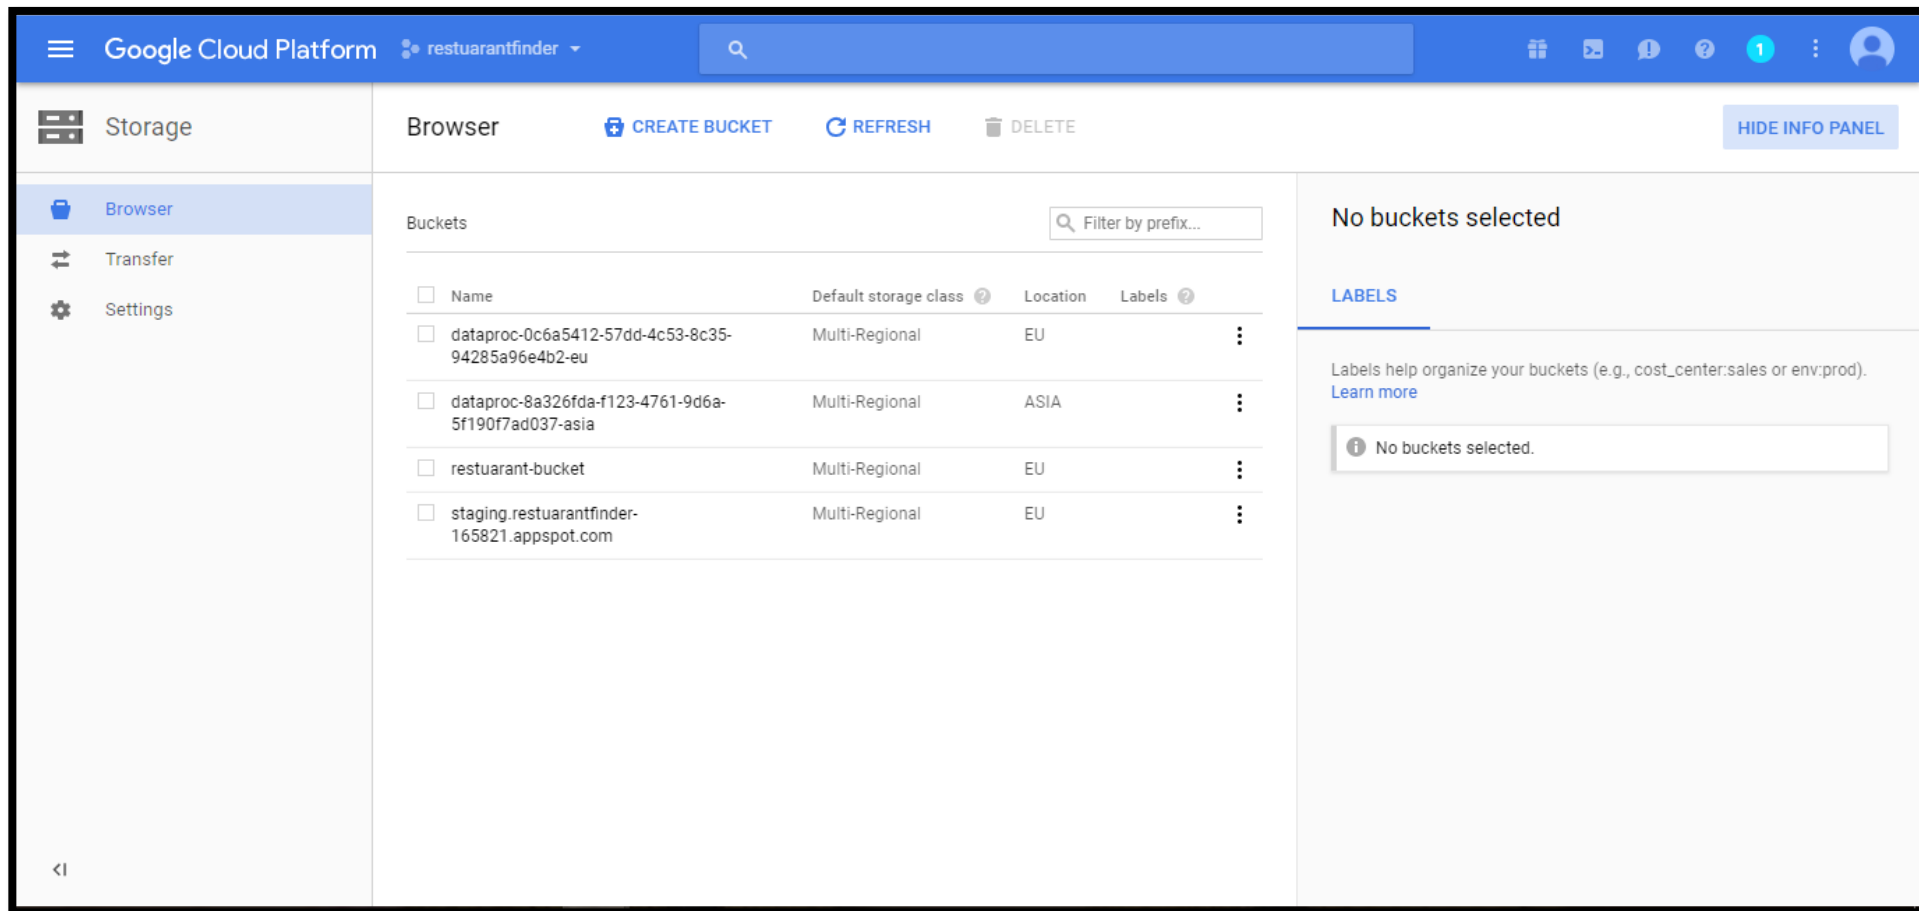 Google Cloud Platform restuarantfinder
1
Storage
Browser CREATE BUCKET REFRESH DELETE HIDE INFO PANEL
Browser
Transfer
Settings
Buckets Filter by prefix...
Name Default storage class Location Labels
dataproc-0c6a5412-57dd-4c53-8c35- Multi-Regional EU
94285a96e4b2-eu
dataproc-8a326fda-f123-4761-9d6a- Multi-Regional ASIA
5f190f7ad037-asia
restuarant-bucket Multi-Regional EU
staging.restuarantfinder- Multi-Regional EU
165821.appspot.com
No buckets selected
LABELS
Labels help organize your buckets (e.g., cost_center:sales or env:prod).
Learn more
No buckets selected.